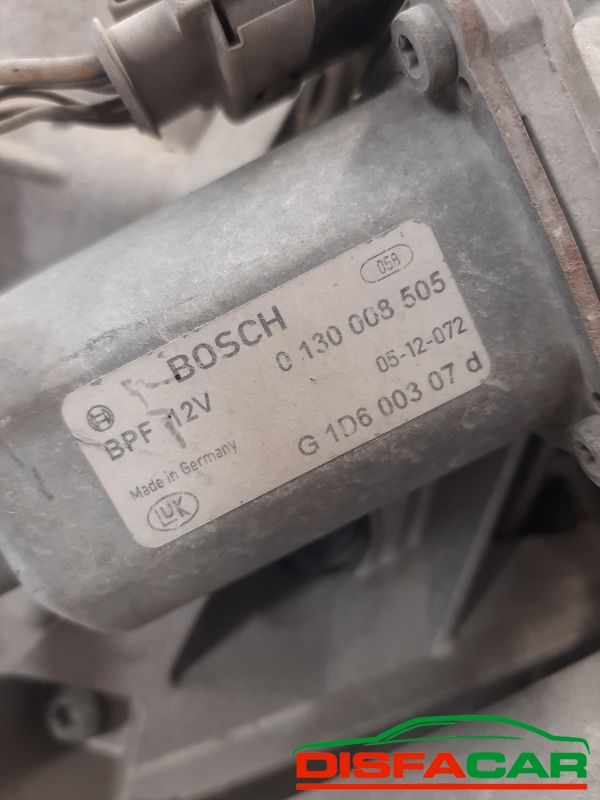 058
BOSCH 0 130 008 505
BPF 12V 05-12-072
Made in Germany G 1D6 003 07 d
LUK
DISFACAR